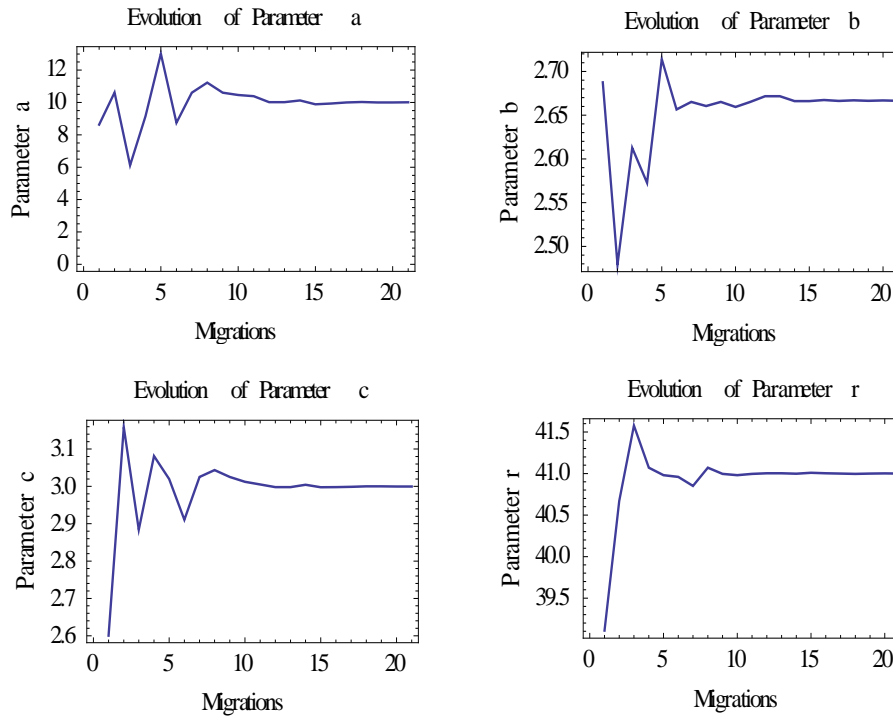 Evolution of Parameter a
12
10
8
6
4
2
0
Parameter a
0 5 10 15 20
Migrations
Evolution of Parameter b
2.70
2.65
2.60
2.55
2.50
Parameter b
0 5 10 15 20
Migrations
Evolution of Parameter c
3.1
3.0
2.9
2.8
2.7
2.6
Parameter c
0 5 10 15 20
Migrations
Evolution of Parameter r
41.5
41.0
40.5
40.0
39.5
Parameter r
0 5 10 15 20
Migrations